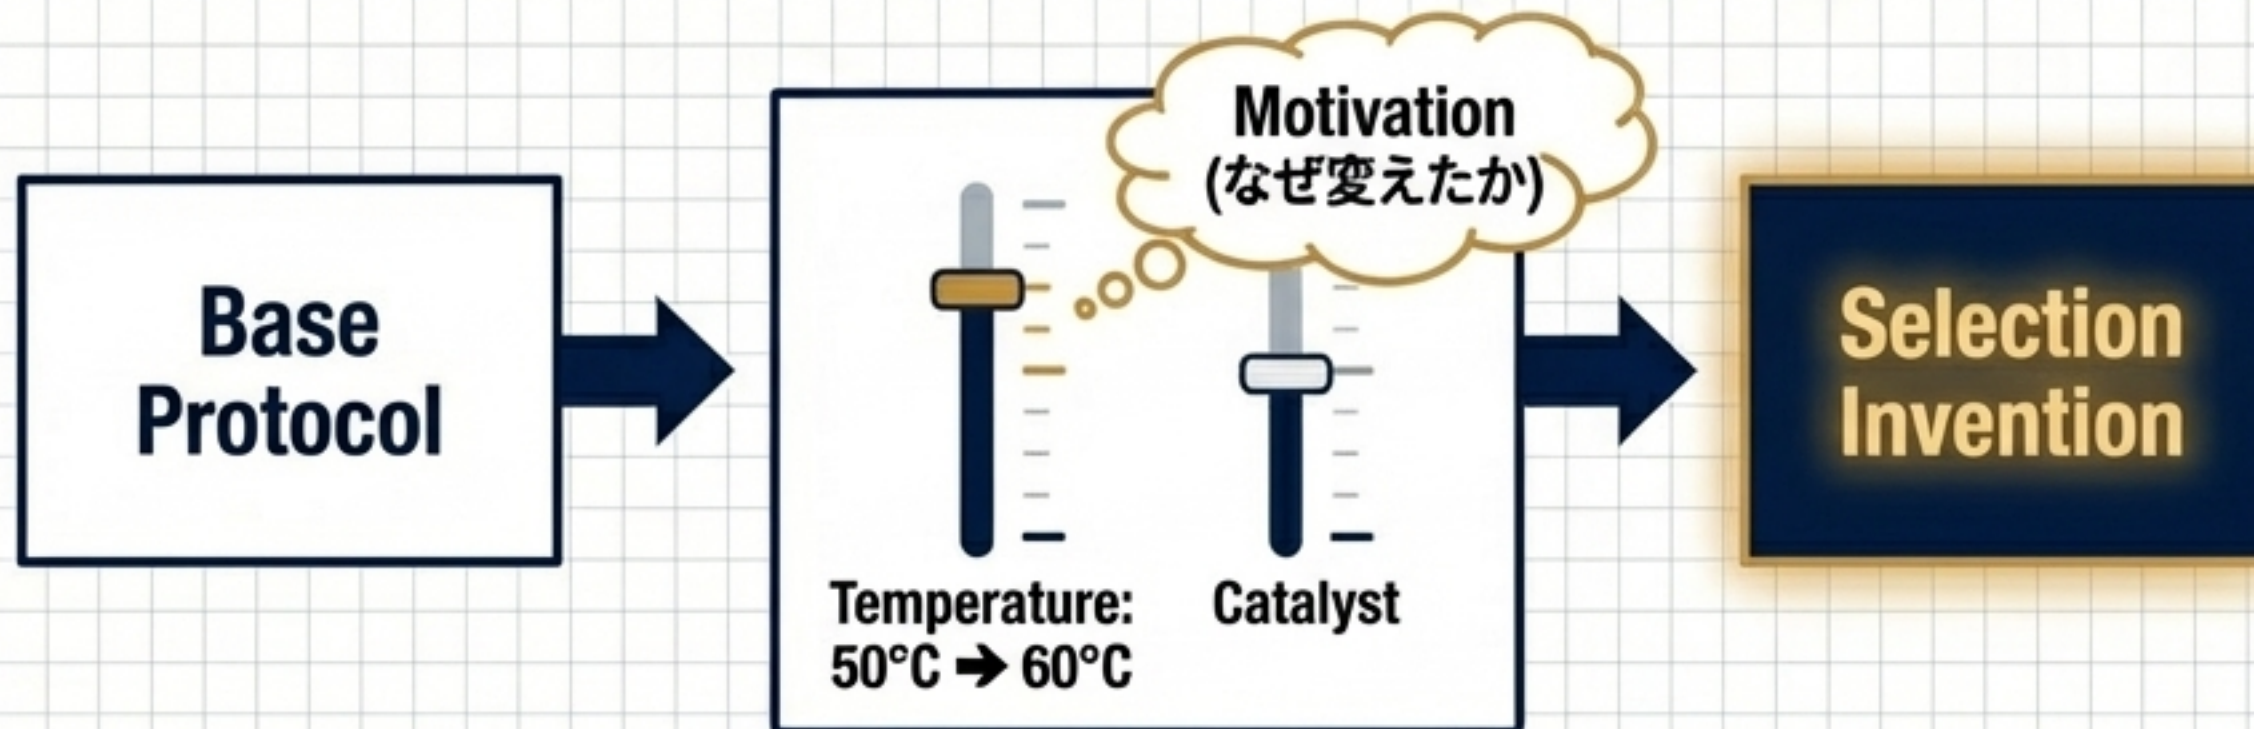 Base
Protocol
Motivation
(なぜ変えたか)
Temperature:
50°C ➔ 60°C
Catalyst
Selection
Invention